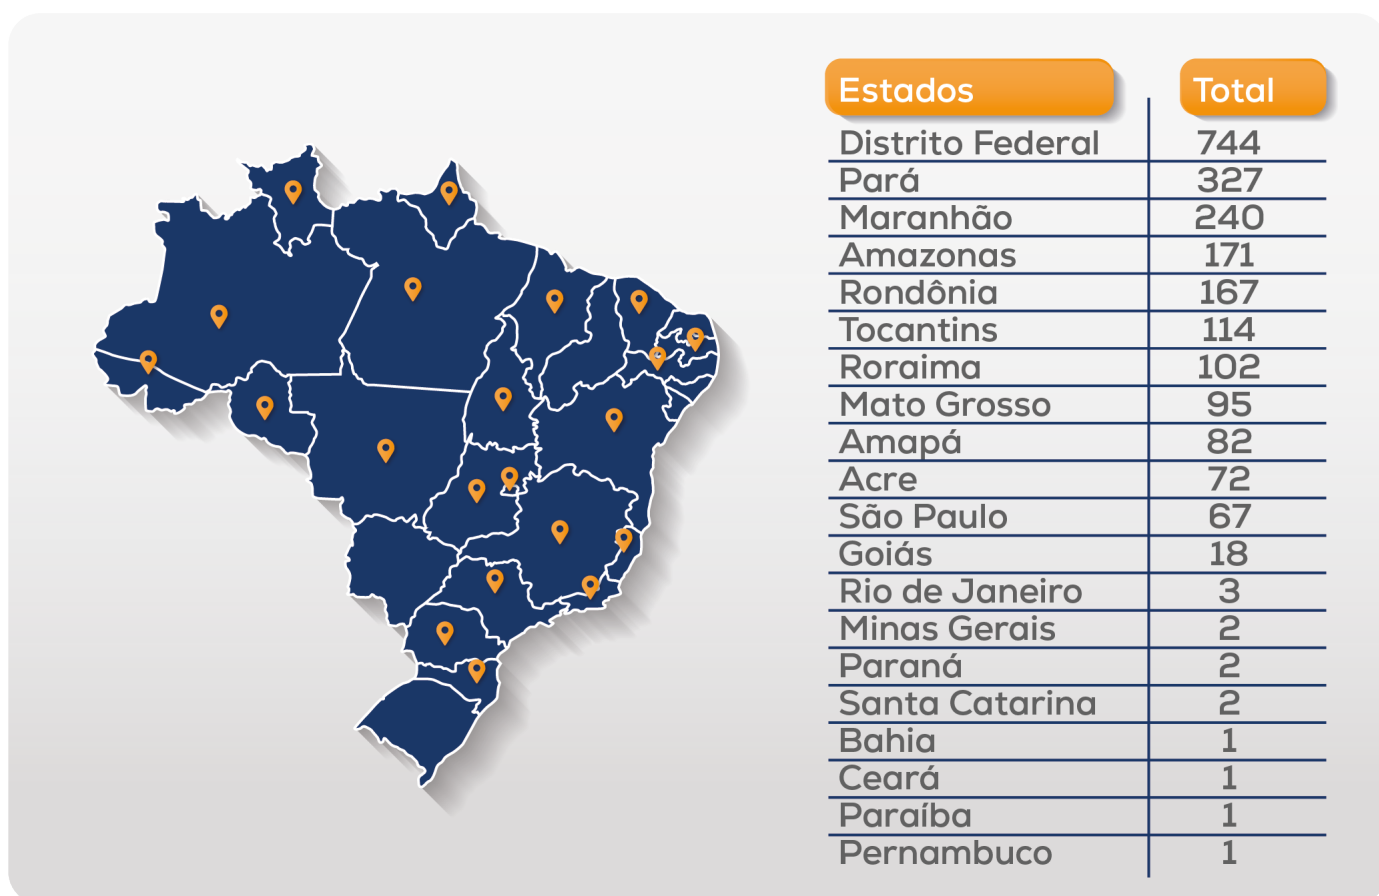 Estados Total
Distrito Federal 744
Pará 327
Maranhão 240
Amazonas 171
Rondônia 167
Tocantins 114
Roraima 102
Mato Grosso 95
Amapá 82
Acre 72
São Paulo 67
Goiás 18
Rio de Janeiro 3
Minas Gerais 2
Paraná 2
Santa Catarina 2
Bahia 1
Ceará 1
Paraíba 1
Pernambuco 1